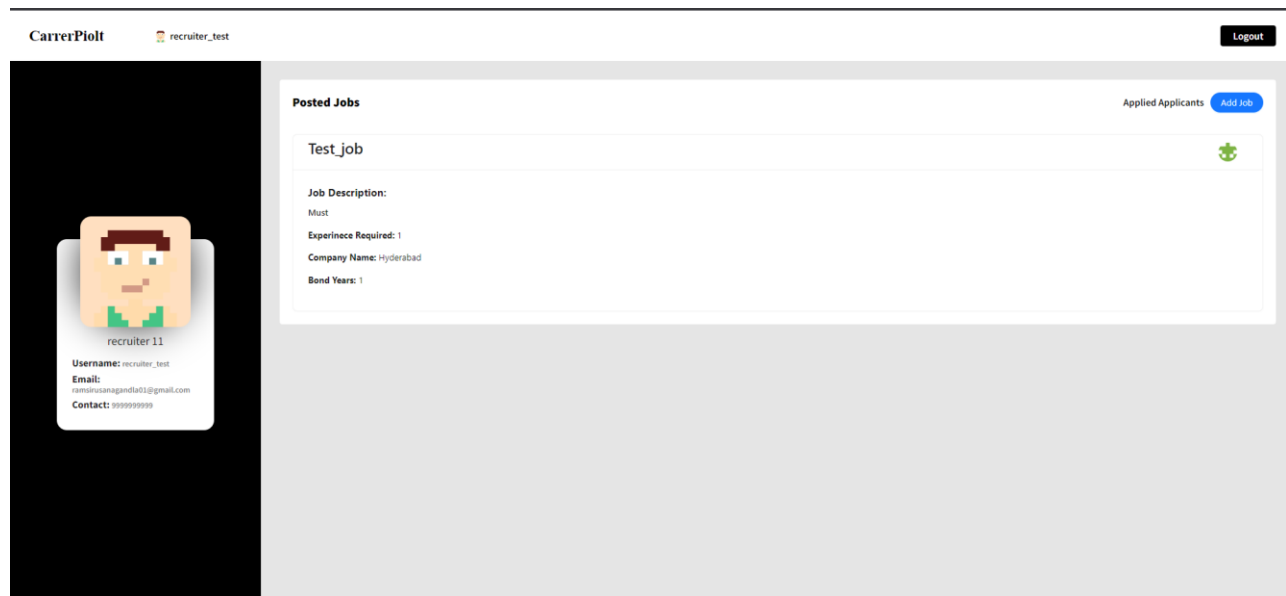 CarrerPiolt
recruiter_test
Logout
Posted Jobs
Applied Applicants
Add Job
Test_job
Job Description:
Must
Experinece Required: 1
Company Name: Hyderabad
Bond Years: 1
recruiter 11
Username: recruiter_test
Email:
ramsirusanagandla01@gmail.com
Contact: 9999999999